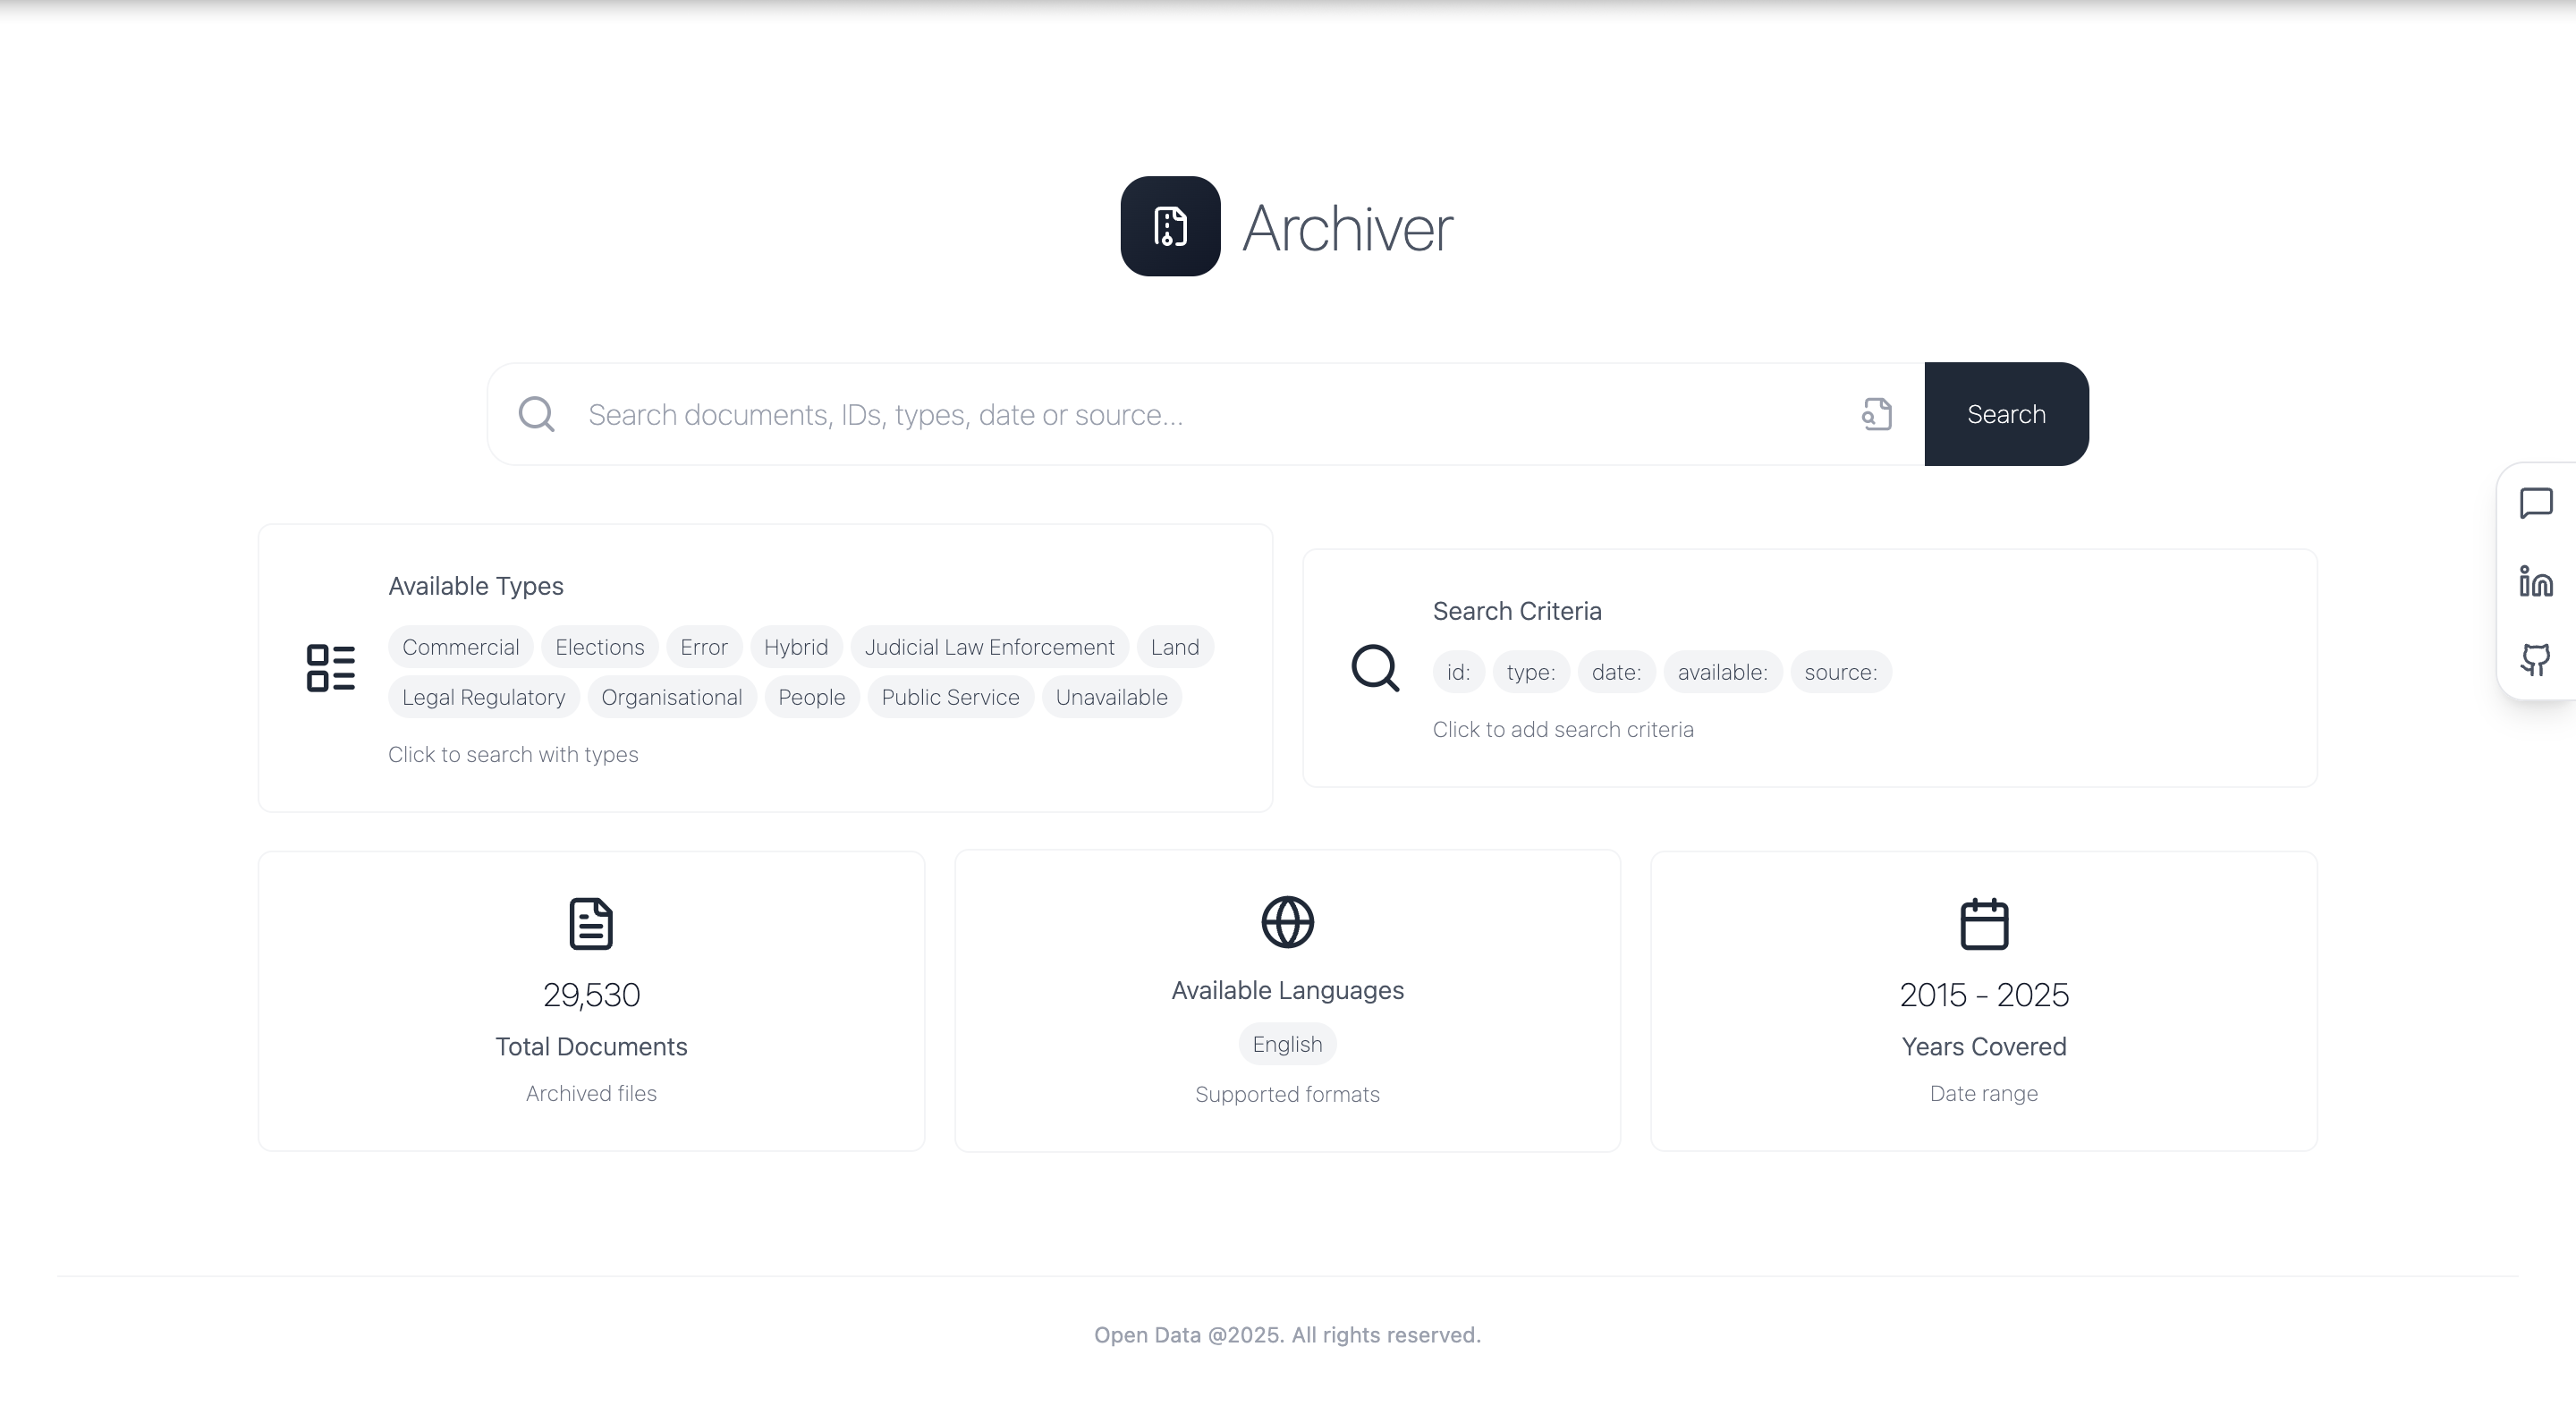 Archiver
Search documents, IDs, types, date or source...
Search
Available Types
Commercial Elections Error Hybrid Judicial Law Enforcement Land
Legal Regulatory Organisational People Public Service Unavailable
Click to search with types
Search Criteria
id: type: date: available: source:
Click to add search criteria
29,530
Total Documents
Archived files
Available Languages
English
Supported formats
2015 - 2025
Years Covered
Date range
Open Data @2025. All rights reserved.